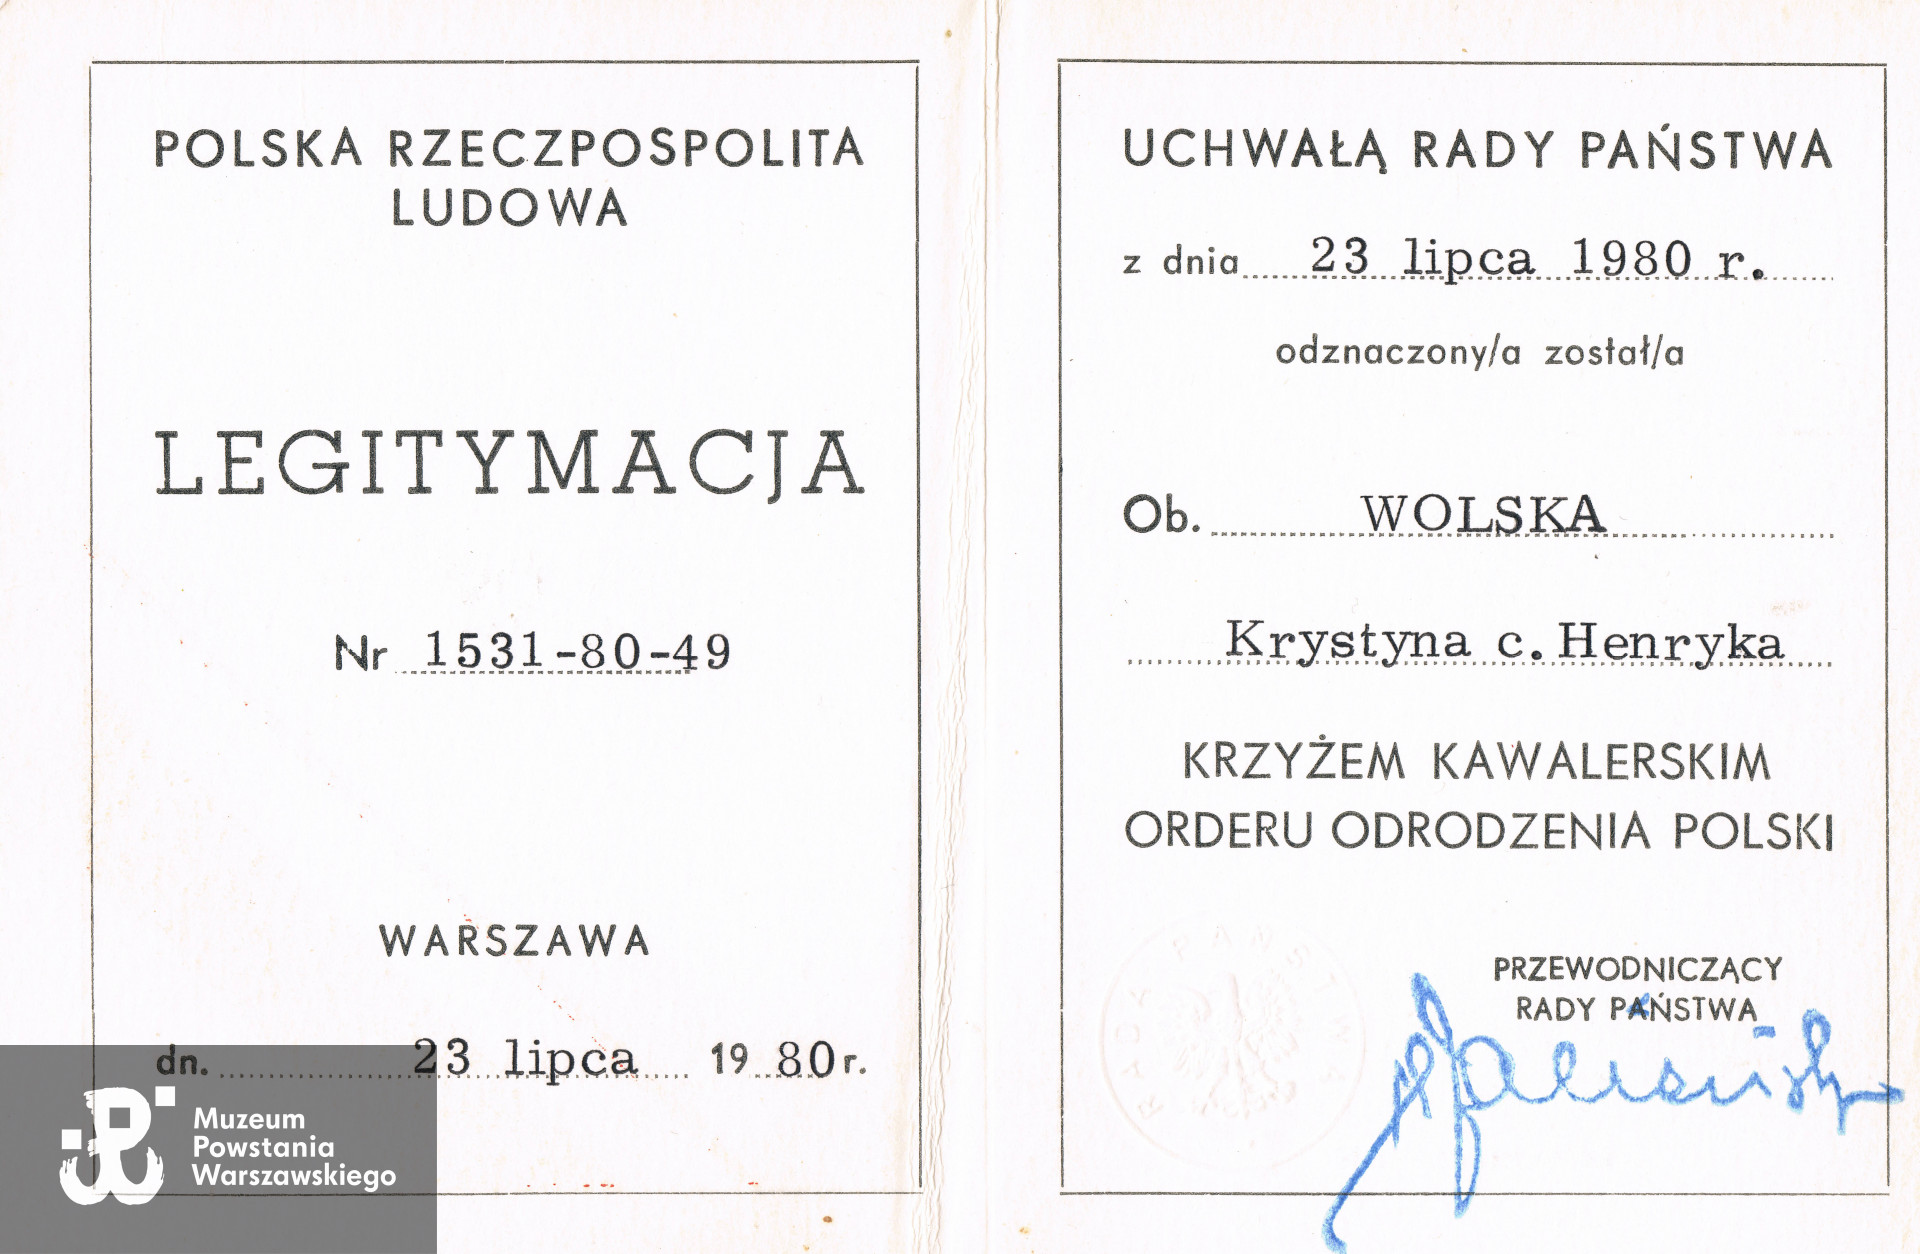 POLSKA RZECZPOSPOLITA
LUDOWA
LEGITYMACJA
Nr 1531-80-49
WARSZAWA
dn. 23 lipca 1980 r.
Muzeum
Powstania
Warszawskiego
UCHWAŁĄ RADY PAŃSTWA
z dnia 23 lipca 1980 r.
odznaczony/a został/a
Ob. WOLSKA
Krystyna c. Henryka
KRZYŻEM KAWALERSKIM
ORDERU ODRODZENIA POLSKI
PRZEWODNICZĄCY
RADY PAŃSTWA